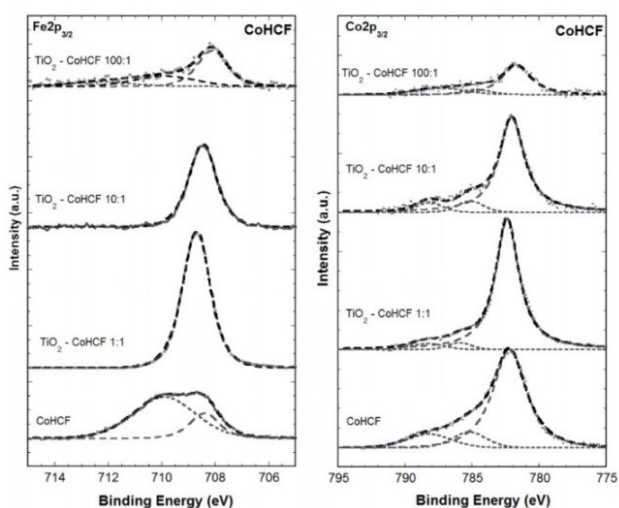 Fe2p3/2 CoHCF
TiO2 - CoHCF 100:1
TiO2 - CoHCF 10:1
TiO2 - CoHCF 1:1
CoHCF
Intensity (a.u.)
714 712 710 708 706
Binding Energy (eV)
Co2p3/2 CoHCF
TiO2 - CoHCF 100:1
TiO2 - CoHCF 10:1
TiO2 - CoHCF 1:1
CoHCF
Intensity (a.u.)
795 790 785 780 775
Binding Energy (eV)